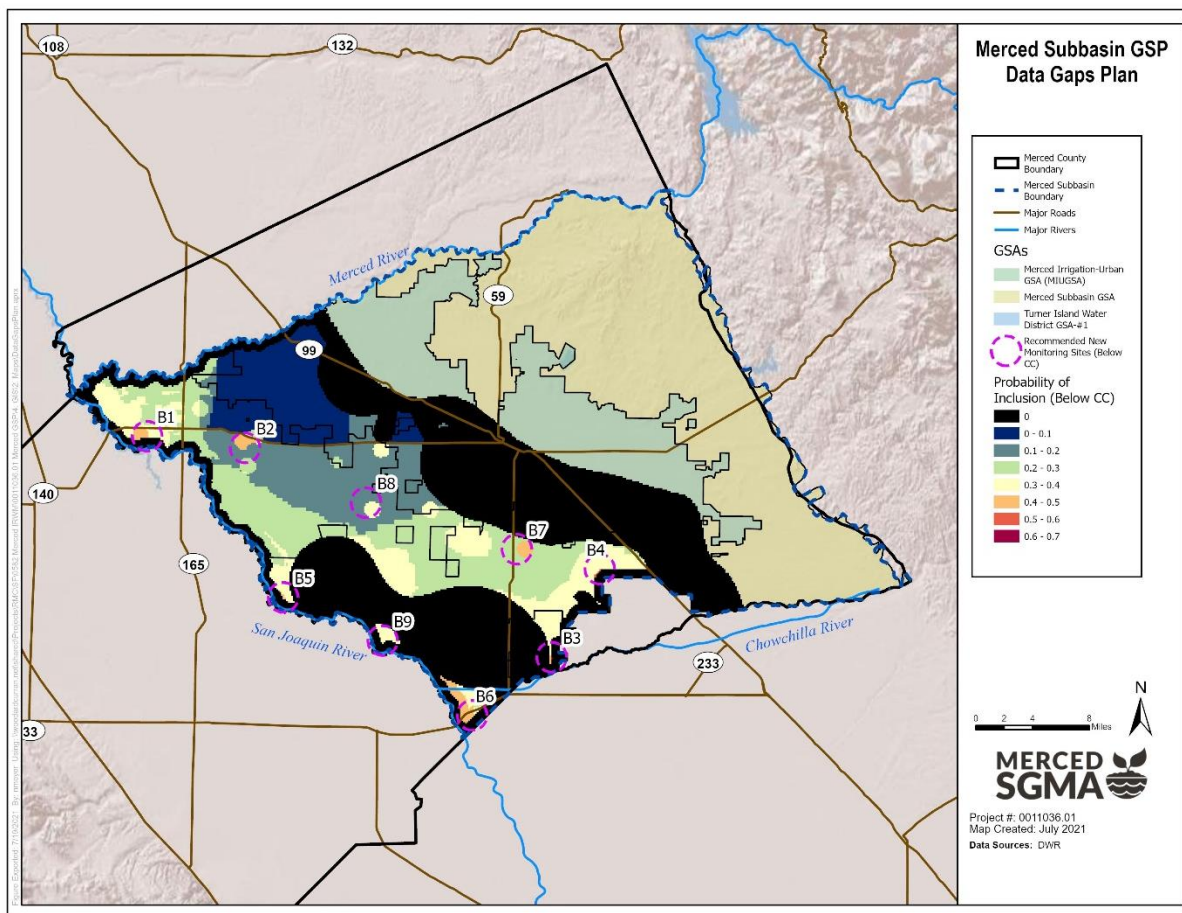 Merced Subbasin GSP
Data Gaps Plan
Merced County
Boundary
Merced Subbasin
Boundary
Major Roads
Major Rivers
GSAs
Merced Irrigation-Urban
GSA (MIUGSA)
Merced Subbasin GSA
Turner Island Water
District GSA-#1
Recommended New
Monitoring Sites (Below
CC)
Probability of
Inclusion (Below CC)
0
0 - 0.1
0.1 - 0.2
0.2 - 0.3
0.3 - 0.4
0.4 - 0.5
0.5 - 0.6
0.6 - 0.7
N
0 2 4 8
Miles
MERCED
SGMA
Project #: 0011036.01
Map Created: July 2021
Data Sources: DWR
108
132
Merced River
59
99
B1
B2
140
B8
B7
165
B4
B5
San Joaquin River
B9
B3
Chowchilla River
233
B6
33
Figure Exported: 7/19/2021